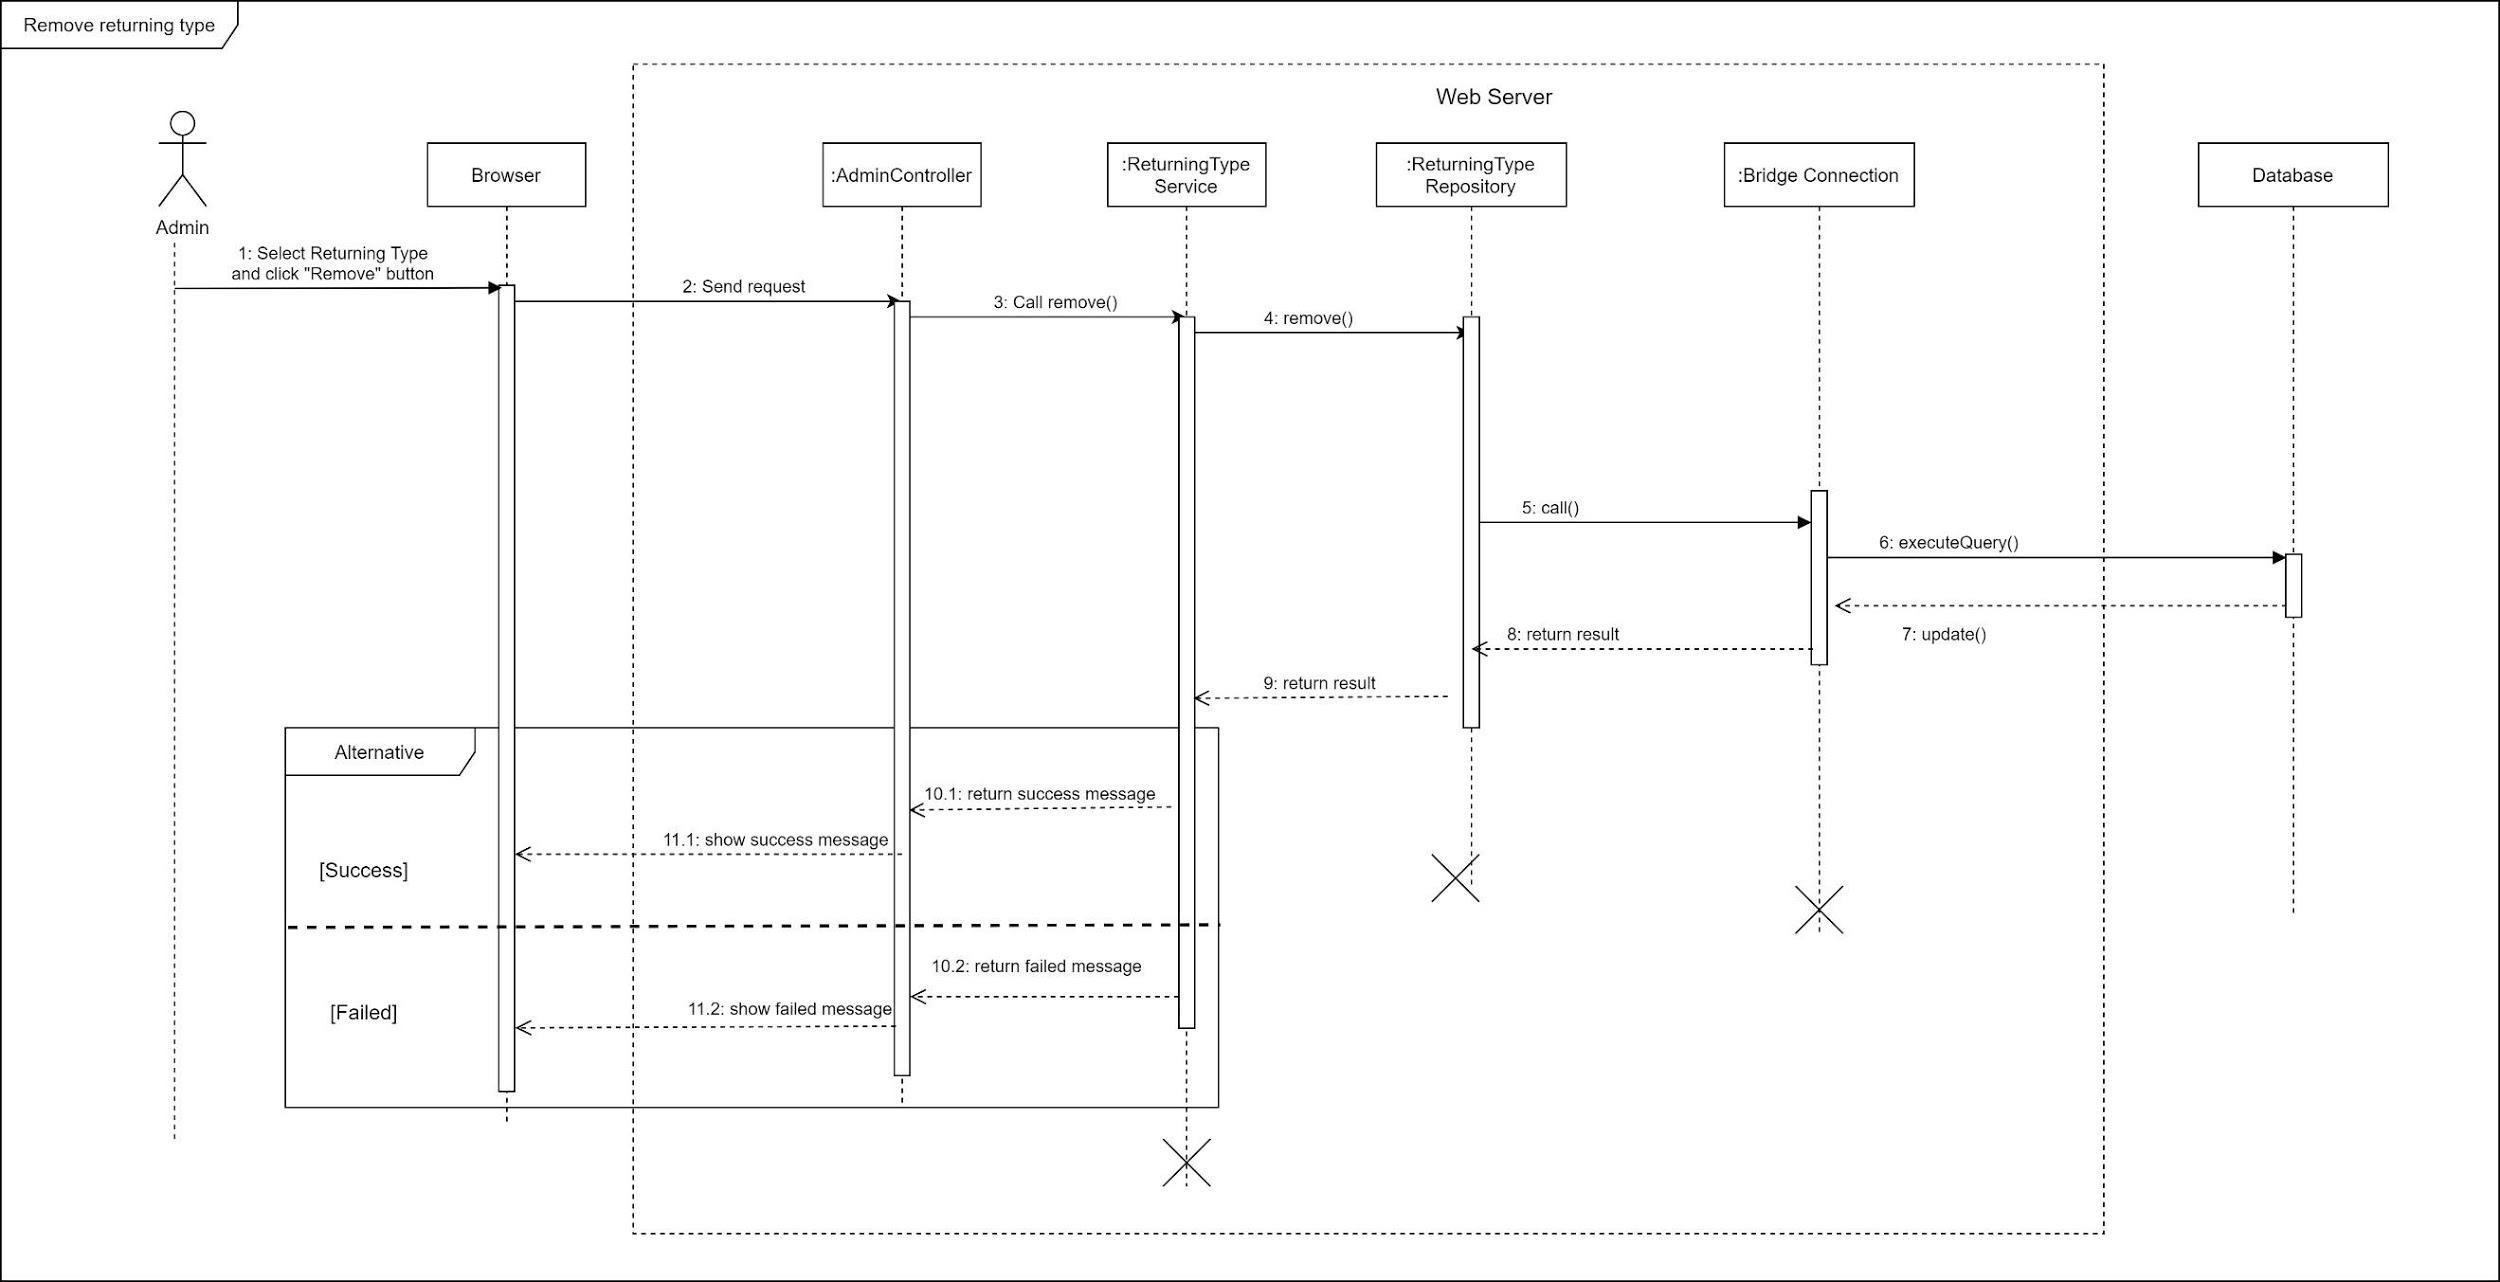 Remove returning type
Web Server
Admin
Browser
:AdminController
:ReturningType
Service
:ReturningType
Repository
:Bridge Connection
Database
1: Select Returning Type
and click "Remove" button
2: Send request
3: Call remove()
4: remove()
5: call()
6: executeQuery()
7: update()
8: return result
9: return result
Alternative
10.1: return success message
11.1: show success message
[Success]
10.2: return failed message
11.2: show failed message
[Failed]